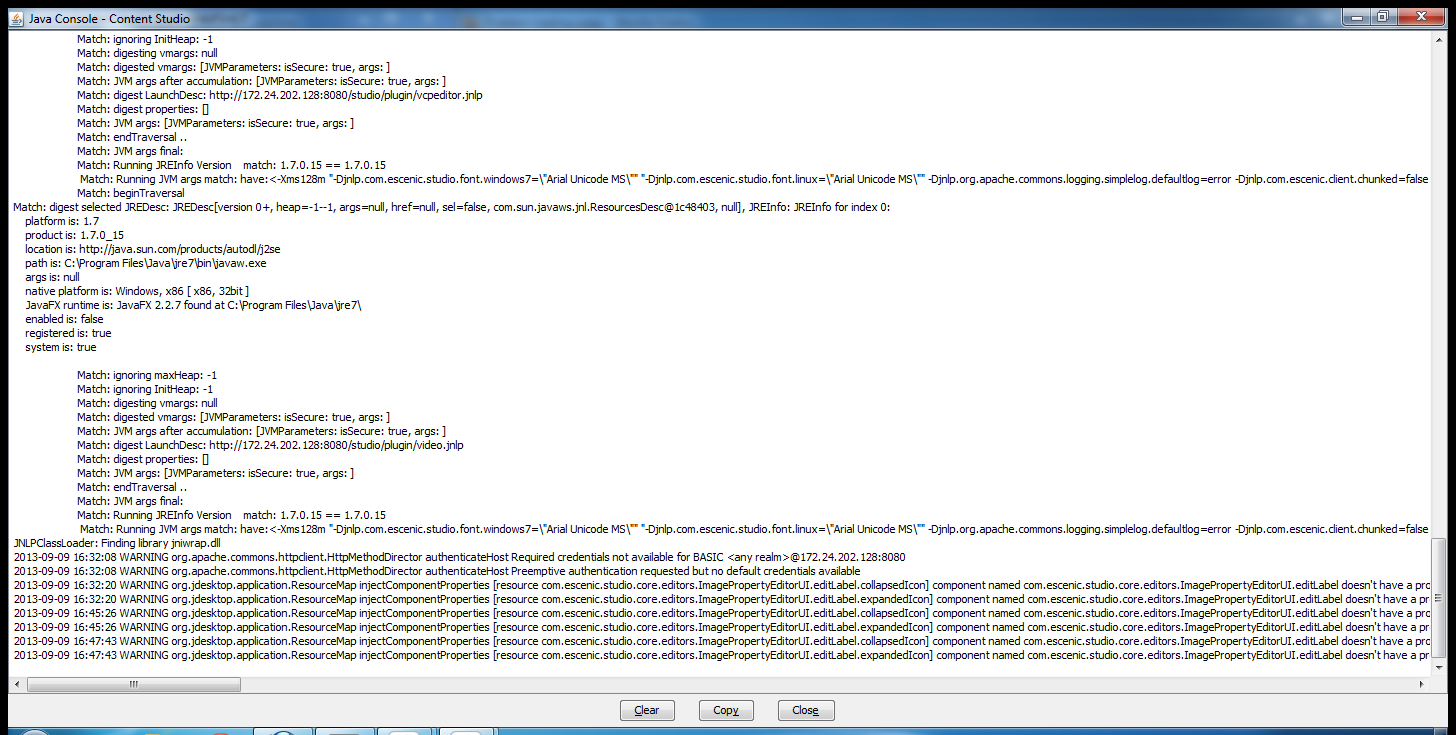 Java Console - Content Studio
Match: ignoring InitHeap: -1
Match: digesting vmargs: null
Match: digested vmargs: [JVMParameters: isSecure: true, args: ]
Match: JVM args after accumulation: [JVMParameters: isSecure: true, args: ]
Match: digest LaunchDesc: http://172.24.202.128:8080/studio/plugin/vcpeditor.jnlp
Match: digest properties: []
Match: JVM args: [JVMParameters: isSecure: true, args: ]
Match: endTraversal ..
Match: JVM args final:
Match: Running JREInfo Version    match: 1.7.0.15 == 1.7.0.15
Match: Running JVM args match: have:<-Xms128m "-Djnlp.com.escenic.studio.font.windows7=\"Arial Unicode MS\"" "-Djnlp.com.escenic.studio.font.linux=\"Arial Unicode MS\"" -Djnlp.org.apache.commons.logging.simplelog.defaultlog=error -Djnlp.com.escenic.client.chunked=false
Match: beginTraversal
Match: digest selected JREDesc: JREDesc[version 0+, heap=-1--1, args=null, href=null, sel=false, com.sun.javaws.jnl.ResourcesDesc@1c48403, null], JREInfo: JREInfo for index 0:
platform is: 1.7
product is: 1.7.0_15
location is: http://java.sun.com/products/autodl/j2se
path is: C:\Program Files\Java\jre7\bin\javaw.exe
args is: null
native platform is: Windows, x86 [ x86, 32bit ]
JavaFX runtime is: JavaFX 2.2.7 found at C:\Program Files\Java\jre7\
enabled is: false
registered is: true
system is: true
Match: ignoring maxHeap: -1
Match: ignoring InitHeap: -1
Match: digesting vmargs: null
Match: digested vmargs: [JVMParameters: isSecure: true, args: ]
Match: JVM args after accumulation: [JVMParameters: isSecure: true, args: ]
Match: digest LaunchDesc: http://172.24.202.128:8080/studio/plugin/video.jnlp
Match: digest properties: []
Match: JVM args: [JVMParameters: isSecure: true, args: ]
Match: endTraversal ..
Match: JVM args final:
Match: Running JREInfo Version    match: 1.7.0.15 == 1.7.0.15
Match: Running JVM args match: have:<-Xms128m "-Djnlp.com.escenic.studio.font.windows7=\"Arial Unicode MS\"" "-Djnlp.com.escenic.studio.font.linux=\"Arial Unicode MS\"" -Djnlp.org.apache.commons.logging.simplelog.defaultlog=error -Djnlp.com.escenic.client.chunked=false
JNLPClassLoader: Finding library jniwrap.dll
2013-09-09 16:32:08 WARNING org.apache.commons.httpclient.HttpMethodDirector authenticateHost Required credentials not available for BASIC <any realm>@172.24.202.128:8080
2013-09-09 16:32:08 WARNING org.apache.commons.httpclient.HttpMethodDirector authenticateHost Preemptive authentication requested but no default credentials available
2013-09-09 16:32:20 WARNING org.jdesktop.application.ResourceMap injectComponentProperties [resource com.escenic.studio.core.editors.ImagePropertyEditorUI.editLabel.collapsedIcon] component named com.escenic.studio.core.editors.ImagePropertyEditorUI.editLabel doesn't have a pro
2013-09-09 16:32:20 WARNING org.jdesktop.application.ResourceMap injectComponentProperties [resource com.escenic.studio.core.editors.ImagePropertyEditorUI.editLabel.expandedIcon] component named com.escenic.studio.core.editors.ImagePropertyEditorUI.editLabel doesn't have a pr
2013-09-09 16:45:26 WARNING org.jdesktop.application.ResourceMap injectComponentProperties [resource com.escenic.studio.core.editors.ImagePropertyEditorUI.editLabel.collapsedIcon] component named com.escenic.studio.core.editors.ImagePropertyEditorUI.editLabel doesn't have a pro
2013-09-09 16:45:26 WARNING org.jdesktop.application.ResourceMap injectComponentProperties [resource com.escenic.studio.core.editors.ImagePropertyEditorUI.editLabel.expandedIcon] component named com.escenic.studio.core.editors.ImagePropertyEditorUI.editLabel doesn't have a pr
2013-09-09 16:47:43 WARNING org.jdesktop.application.ResourceMap injectComponentProperties [resource com.escenic.studio.core.editors.ImagePropertyEditorUI.editLabel.collapsedIcon] component named com.escenic.studio.core.editors.ImagePropertyEditorUI.editLabel doesn't have a pro
2013-09-09 16:47:43 WARNING org.jdesktop.application.ResourceMap injectComponentProperties [resource com.escenic.studio.core.editors.ImagePropertyEditorUI.editLabel.expandedIcon] component named com.escenic.studio.core.editors.ImagePropertyEditorUI.editLabel doesn't have a pr
Clear Copy Close